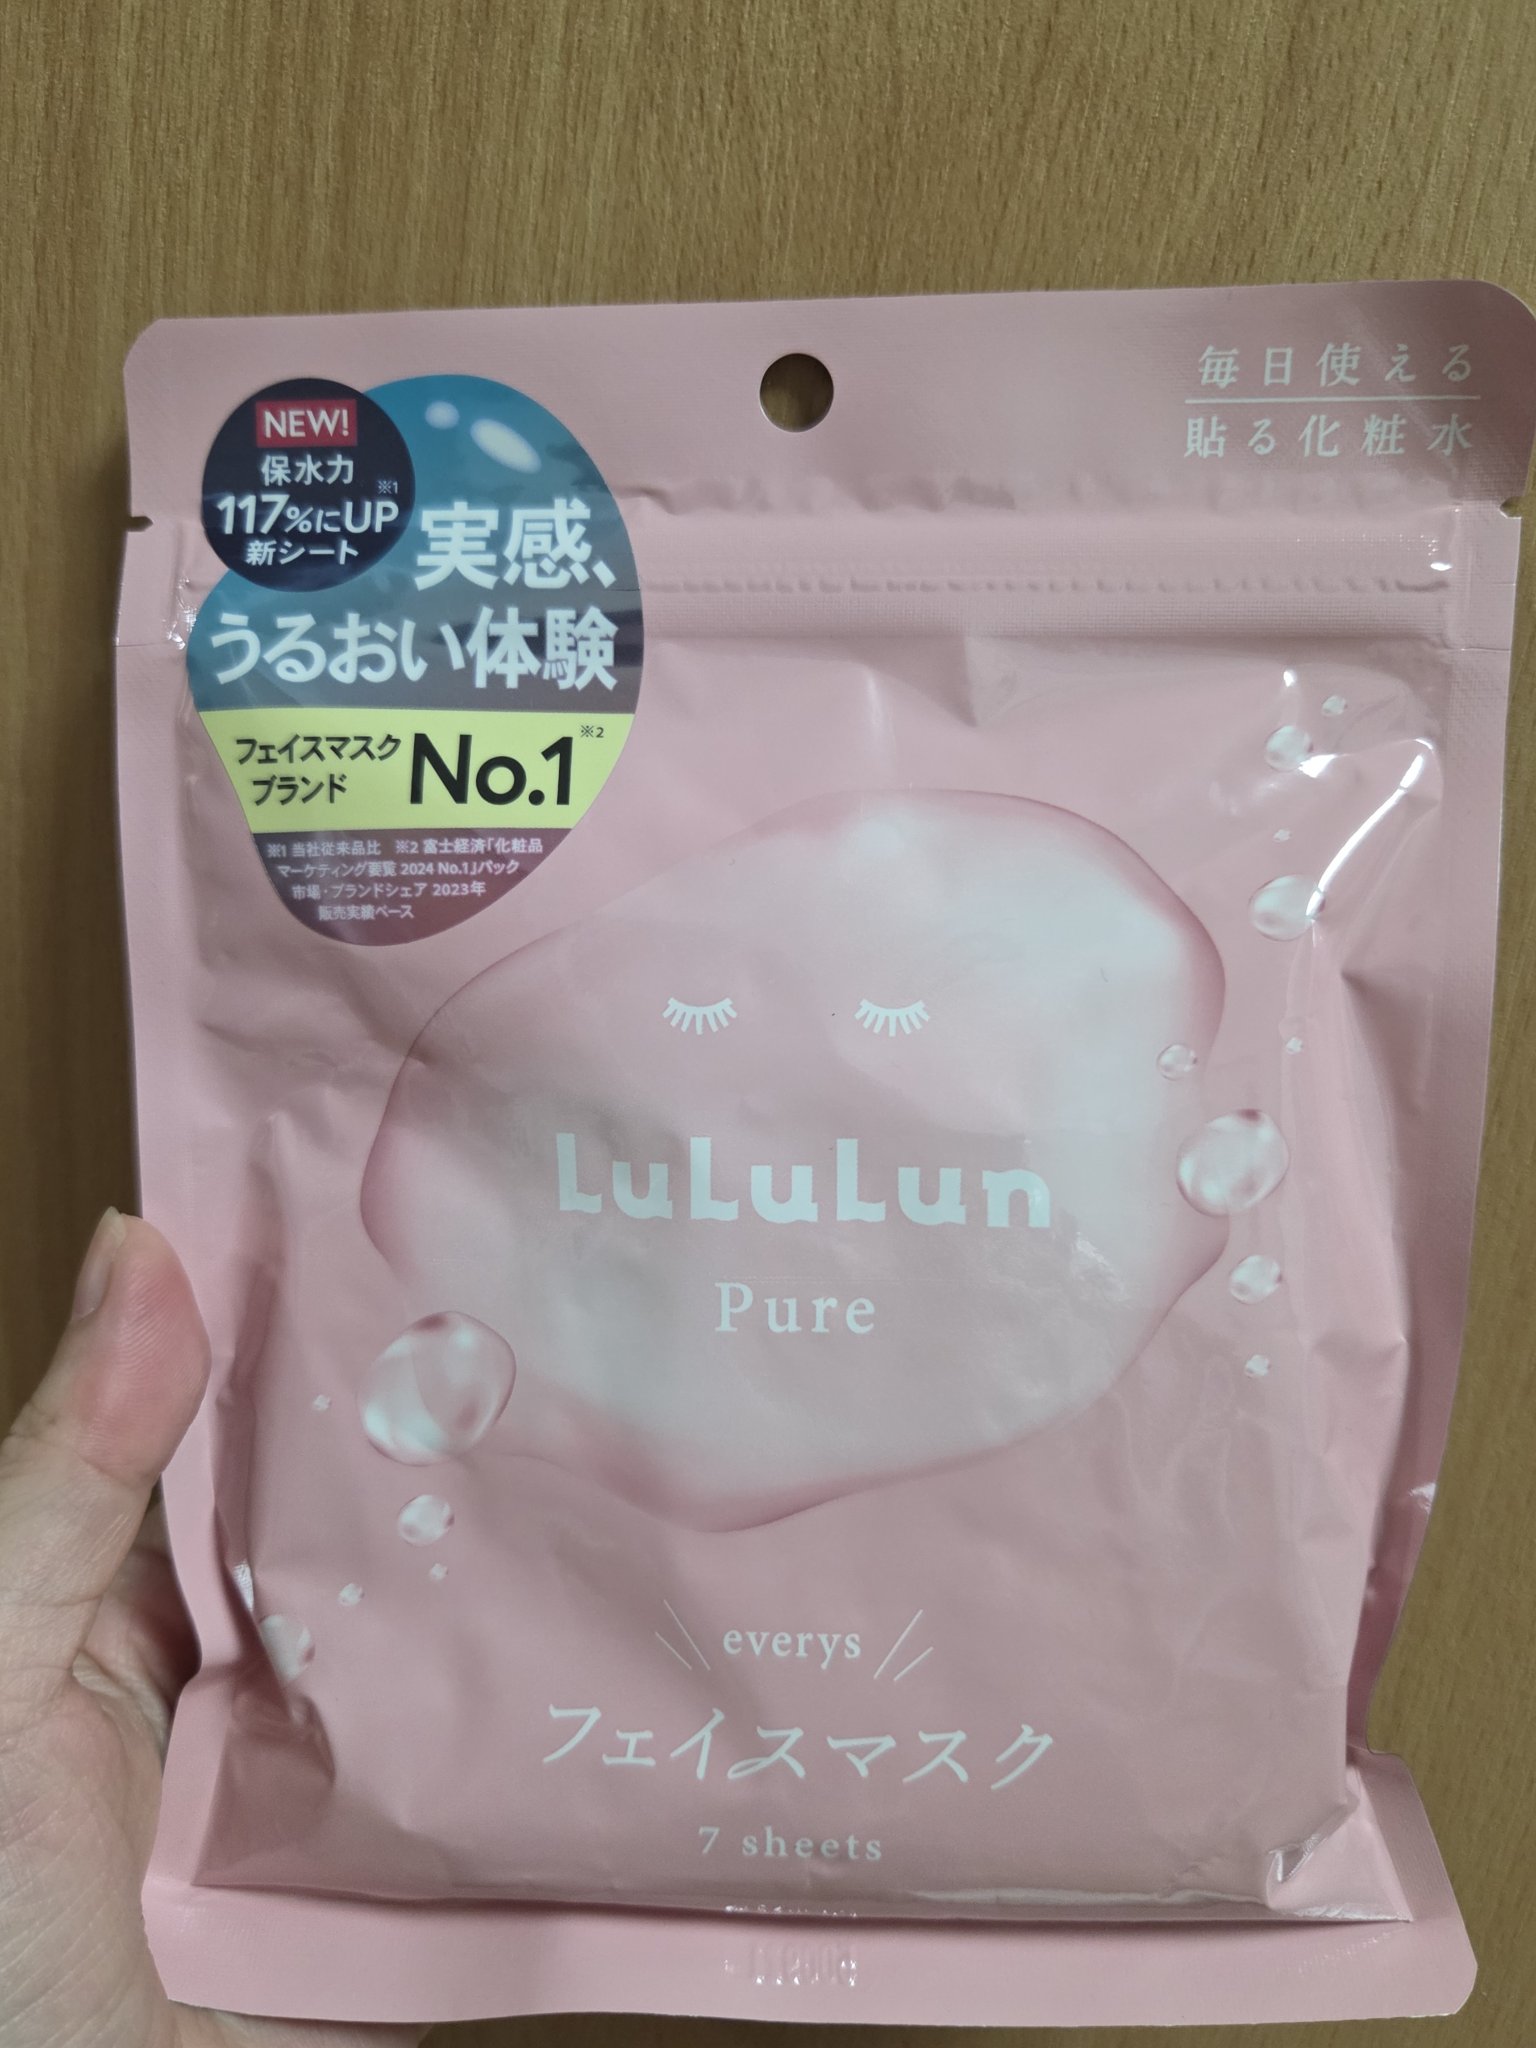 毎日使える
貼る化粧水
NEW!
保水力
117%にUP※1
新シート
実感、
うるおい体験
フェイスマスク
ブランド
No.1※2
※1 当社従来品比 ※2 富士経済「化粧品
マーケティング要覧 2024 No.1」パック
市場・ブランドシェア 2023年
販売実績ベース
LuLuLun
Pure
everys
フェイスマスク
7 sheets